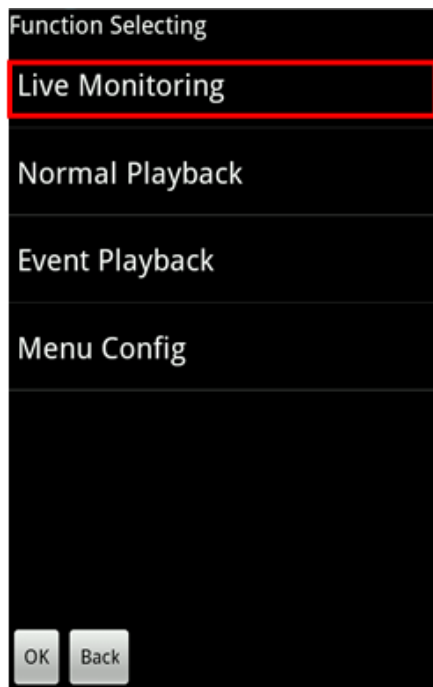 Function Selecting
Live Monitoring
Normal Playback
Event Playback
Menu Config
OK Back